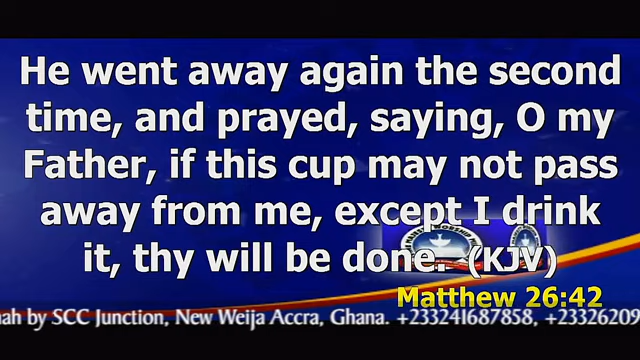 He went away again the second
time, and prayed, saying, O my
Father, if this cup may not pass
away from me, except I drink
it, thy will be done. (KJV)
Matthew 26:42
by SCC Junction, New Weija Accra, Ghana. +233241687858,